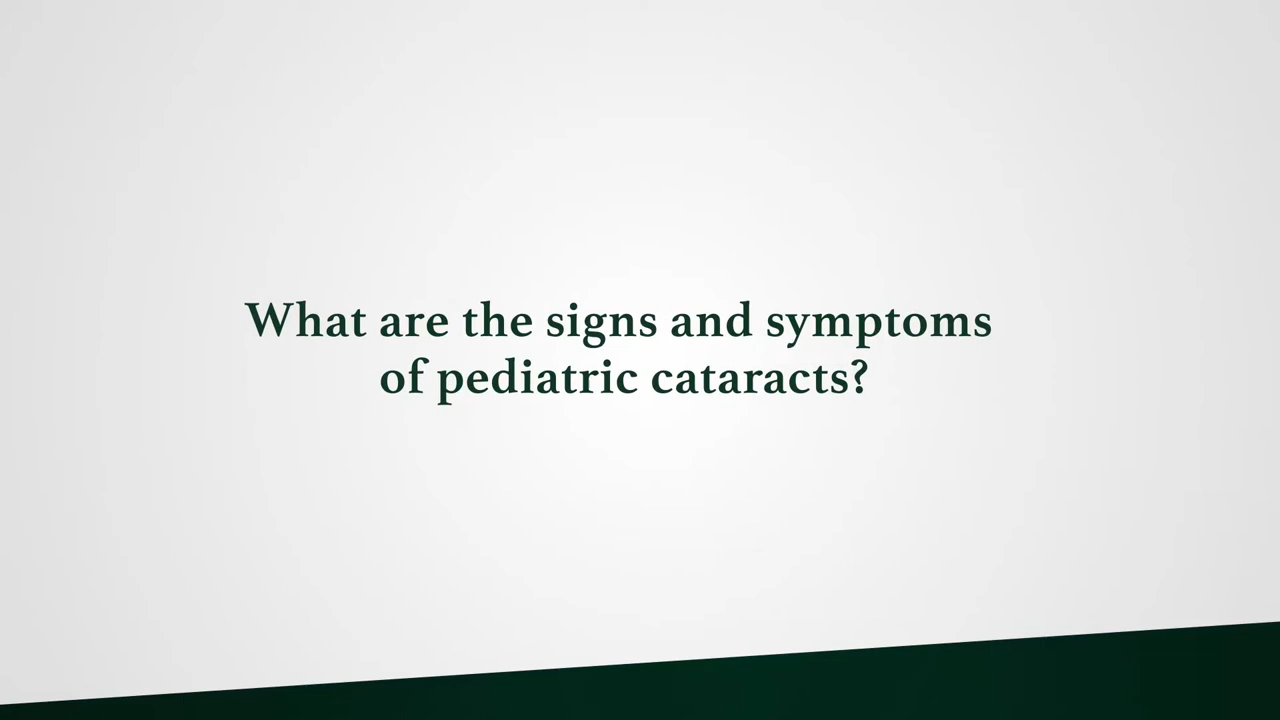 What are the signs and symptoms
of pediatric cataracts?